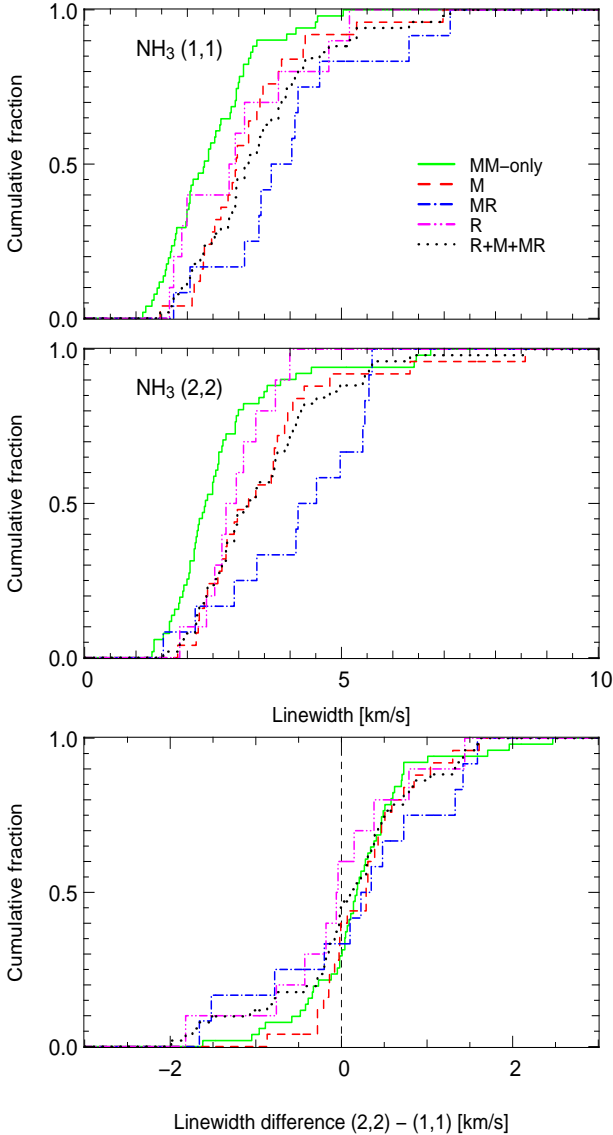 NH₃ (1,1)
Cumulative fraction
1.0
0.5
0.0
MM−only
M
MR
R
R+M+MR
NH₃ (2,2)
Cumulative fraction
1.0
0.5
0.0
0 5 10
Linewidth [km/s]
Cumulative fraction
1.0
0.5
0.0
−2 0 2
Linewidth difference (2,2) − (1,1) [km/s]